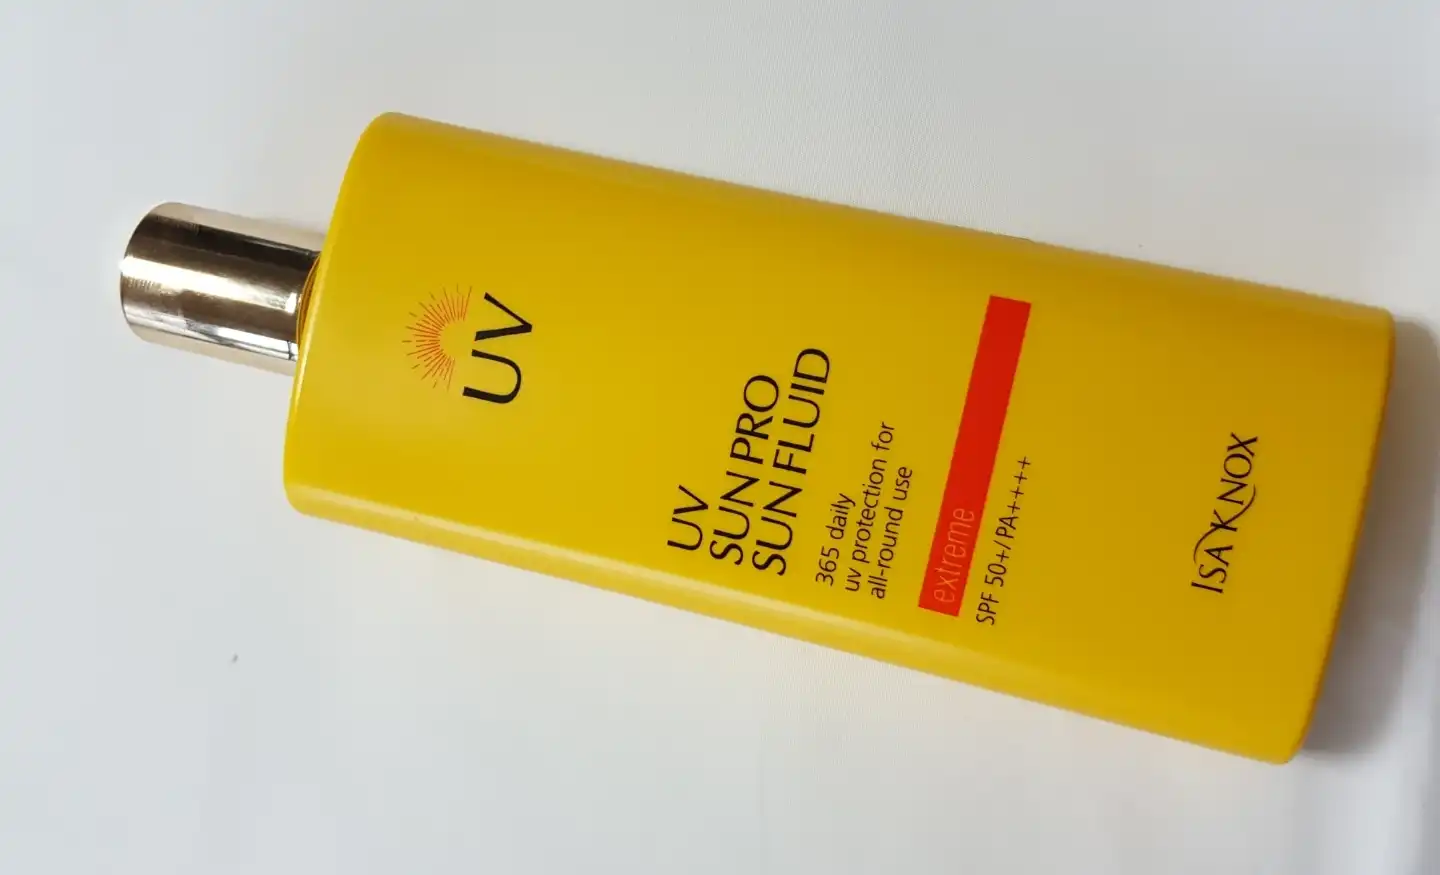 UV
UV
SUN PRO
SUN FLUID
365 daily
uv protection for
all-round use
extreme
SPF 50+/PA++++
ISA KNOX